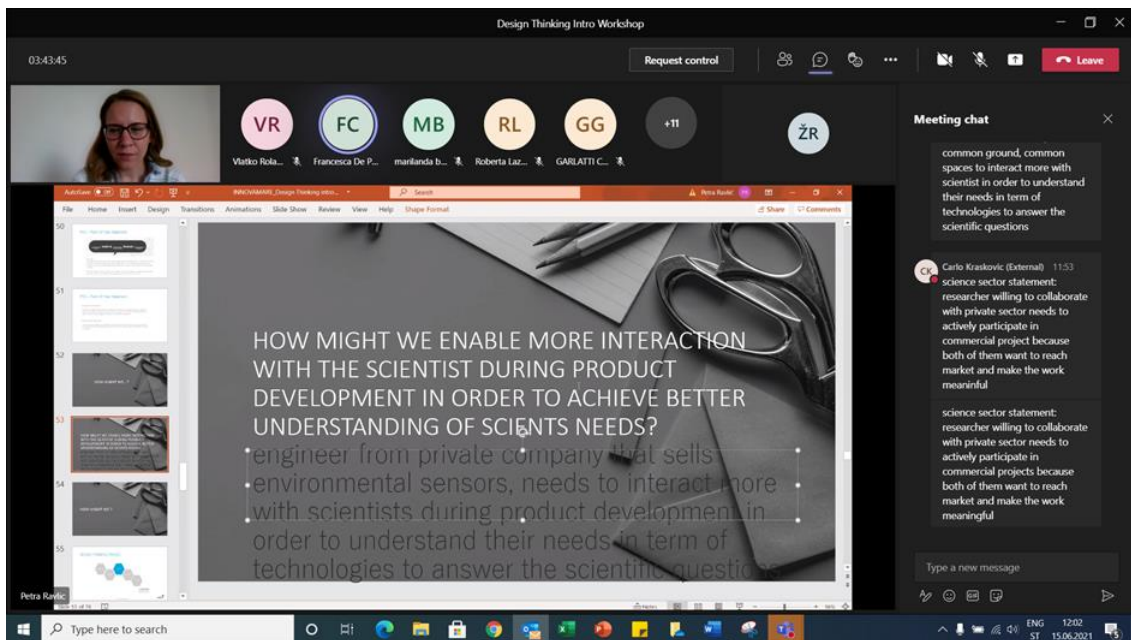 Design Thinking Intro Workshop
03:43:45
Request control
Leave
VR
FC
MB
RL
GG
+11
ŽR
Vlatko Rola...
Francesca De P...
marilanda b...
Roberta Laz...
GARLATTI C...
Meeting chat
common ground, common
spaces to interact more with
scientist in order to understand
their needs in term of
technologies to answer the
scientific questions
CK
Carlo Kraskovic (External) 11:53
science sector statement:
researcher willing to collaborate
with private sector needs to
actively participate in
commercial project because
both of them want to reach
market and make the work
meaninful
science sector statement:
researcher willing to collaborate
with private sector needs to
actively participate in
commercial projects because
both of them want to reach
market and make the work
meaningful
Type a new message
AutoSave
Search
Petra Ravlic
File Home Insert Design Transitions Animations Slide Show Review View Help Shape Format
Share
Comments
50
51
52
53
54
55
HOW MIGHT WE ENABLE MORE INTERACTION
WITH THE SCIENTIST DURING PRODUCT
DEVELOPMENT IN ORDER TO ACHIEVE BETTER
UNDERSTANDING OF SCIENTS NEEDS?
engineer from private company that sells
environmental sensors, needs to interact more
with scientists during product development in
order to understand their needs in term of
technologies to answer the scientific questions
Petra Ravlic
Type here to search
ENG
ST
12:02
15.06.2021